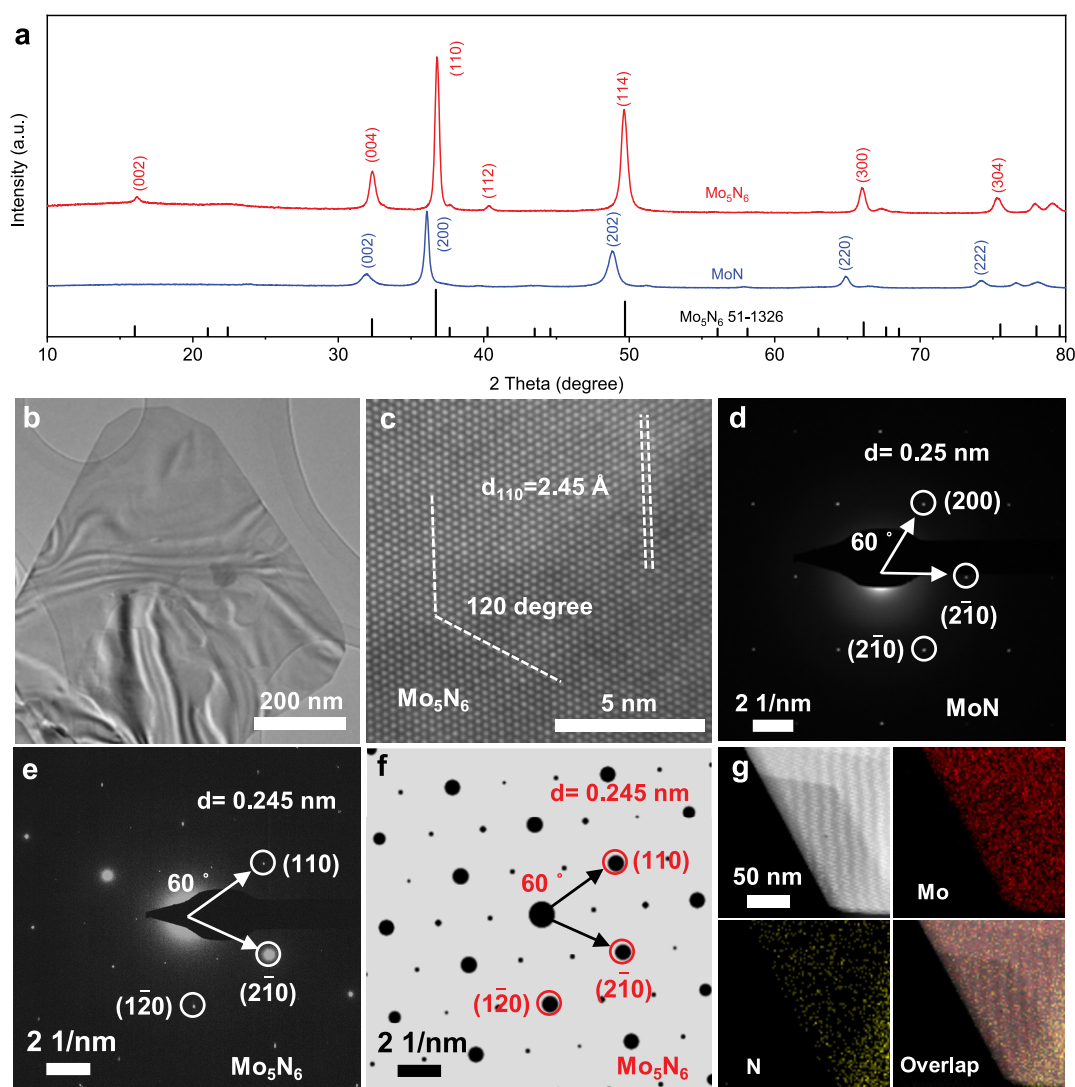 a
Intensity (a.u.)
(002)
(004)
(110)
(112)
(114)
(300)
(304)
Mo₅N₆
(002)
(200)
(202)
(220)
(222)
MoN
Mo₅N₆ 51-1326
10 20 30 40 50 60 70 80
2 Theta (degree)
b
200 nm
c
d₁₁₀=2.45 Å
120 degree
Mo₅N₆
5 nm
d
d= 0.25 nm
(200)
60 °
(21̄0)
(21̄0)
2 1/nm
MoN
e
d= 0.245 nm
(110)
60 °
(21̄0)
(12̄0)
2 1/nm
Mo₅N₆
f
d= 0.245 nm
(110)
60 °
(21̄0)
(12̄0)
2 1/nm
Mo₅N₆
g
50 nm
Mo
N
Overlap